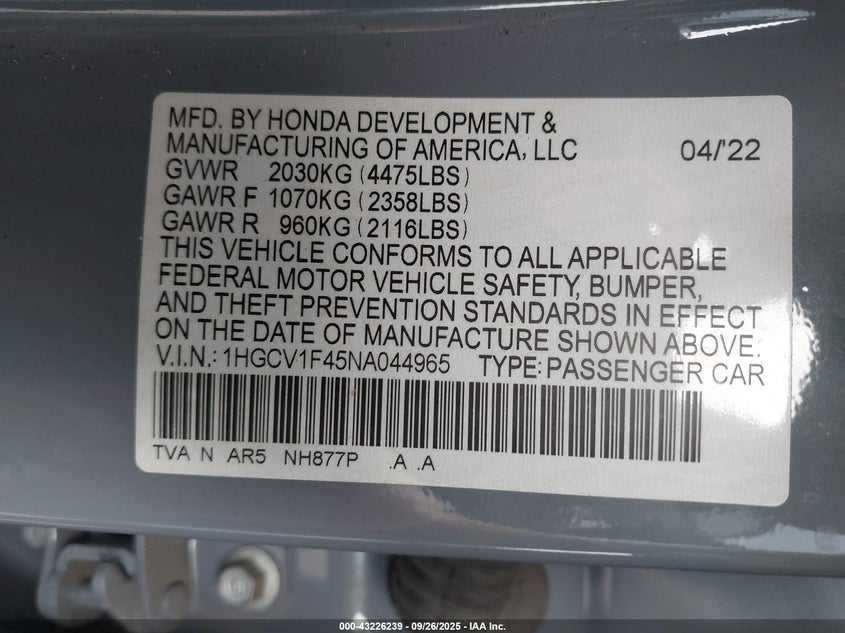 MFD. BY HONDA DEVELOPMENT &
MANUFACTURING OF AMERICA, LLC 04/'22
GVWR 2030KG (4475LBS)
GAWR F 1070KG (2358LBS)
GAWR R 960KG (2116LBS)
THIS VEHICLE CONFORMS TO ALL APPLICABLE
FEDERAL MOTOR VEHICLE SAFETY, BUMPER,
AND THEFT PREVENTION STANDARDS IN EFFECT
ON THE DATE OF MANUFACTURE SHOWN ABOVE.
V.I.N.: 1HGCV1F45NA044965 TYPE: PASSENGER CAR
TVA N AR5 NH877P .A .A
000-43226239 - 09/26/2025 - IAA Inc.